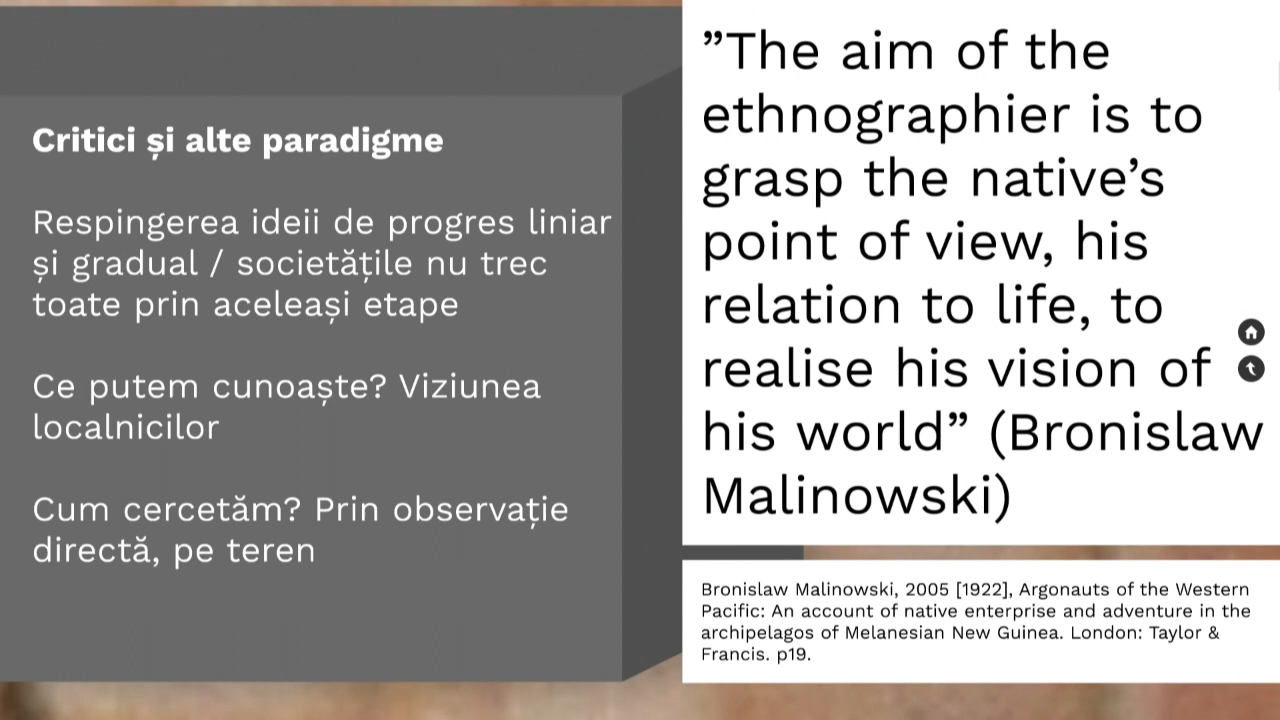 Critici și alte paradigme
Respingerea ideii de progres liniar
și gradual / societățile nu trec
toate prin aceleași etape
Ce putem cunoaște? Viziunea
localnicilor
Cum cercetăm? Prin observație
directă, pe teren
”The aim of the
ethnographier is to
grasp the native’s
point of view, his
relation to life, to
realise his vision of
his world” (Bronislaw
Malinowski)
Bronislaw Malinowski, 2005 [1922], Argonauts of the Western
Pacific: An account of native enterprise and adventure in the
archipelagos of Melanesian New Guinea. London: Taylor &
Francis. p19.